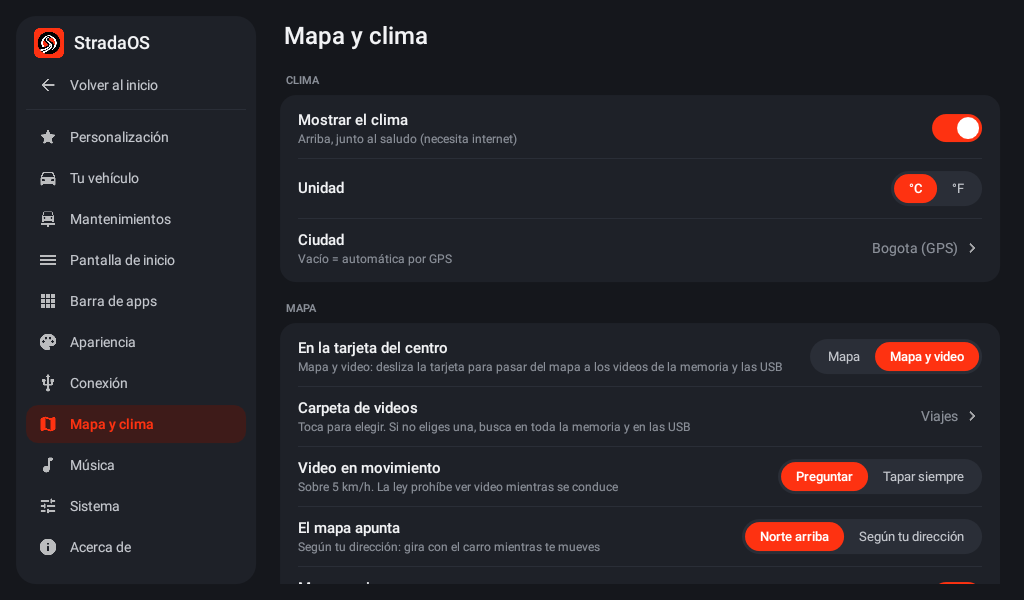 StradaOS
Volver al inicio
Personalización
Tu vehículo
Mantenimientos
Pantalla de inicio
Barra de apps
Apariencia
Conexión
Mapa y clima
Música
Sistema
Acerca de
Mapa y clima
CLIMA
Mostrar el clima
Arriba, junto al saludo (necesita internet)
Unidad
°C °F
Ciudad
Vacío = automática por GPS
Bogota (GPS)
MAPA
En la tarjeta del centro
Mapa y video: desliza la tarjeta para pasar del mapa a los videos de la memoria y las USB
Mapa Mapa y video
Carpeta de videos
Toca para elegir. Si no eliges una, busca en toda la memoria y en las USB
Viajes
Video en movimiento
Sobre 5 km/h. La ley prohíbe ver video mientras se conduce
Preguntar Tapar siempre
El mapa apunta
Según tu dirección: gira con el carro mientras te mueves
Norte arriba Según tu dirección